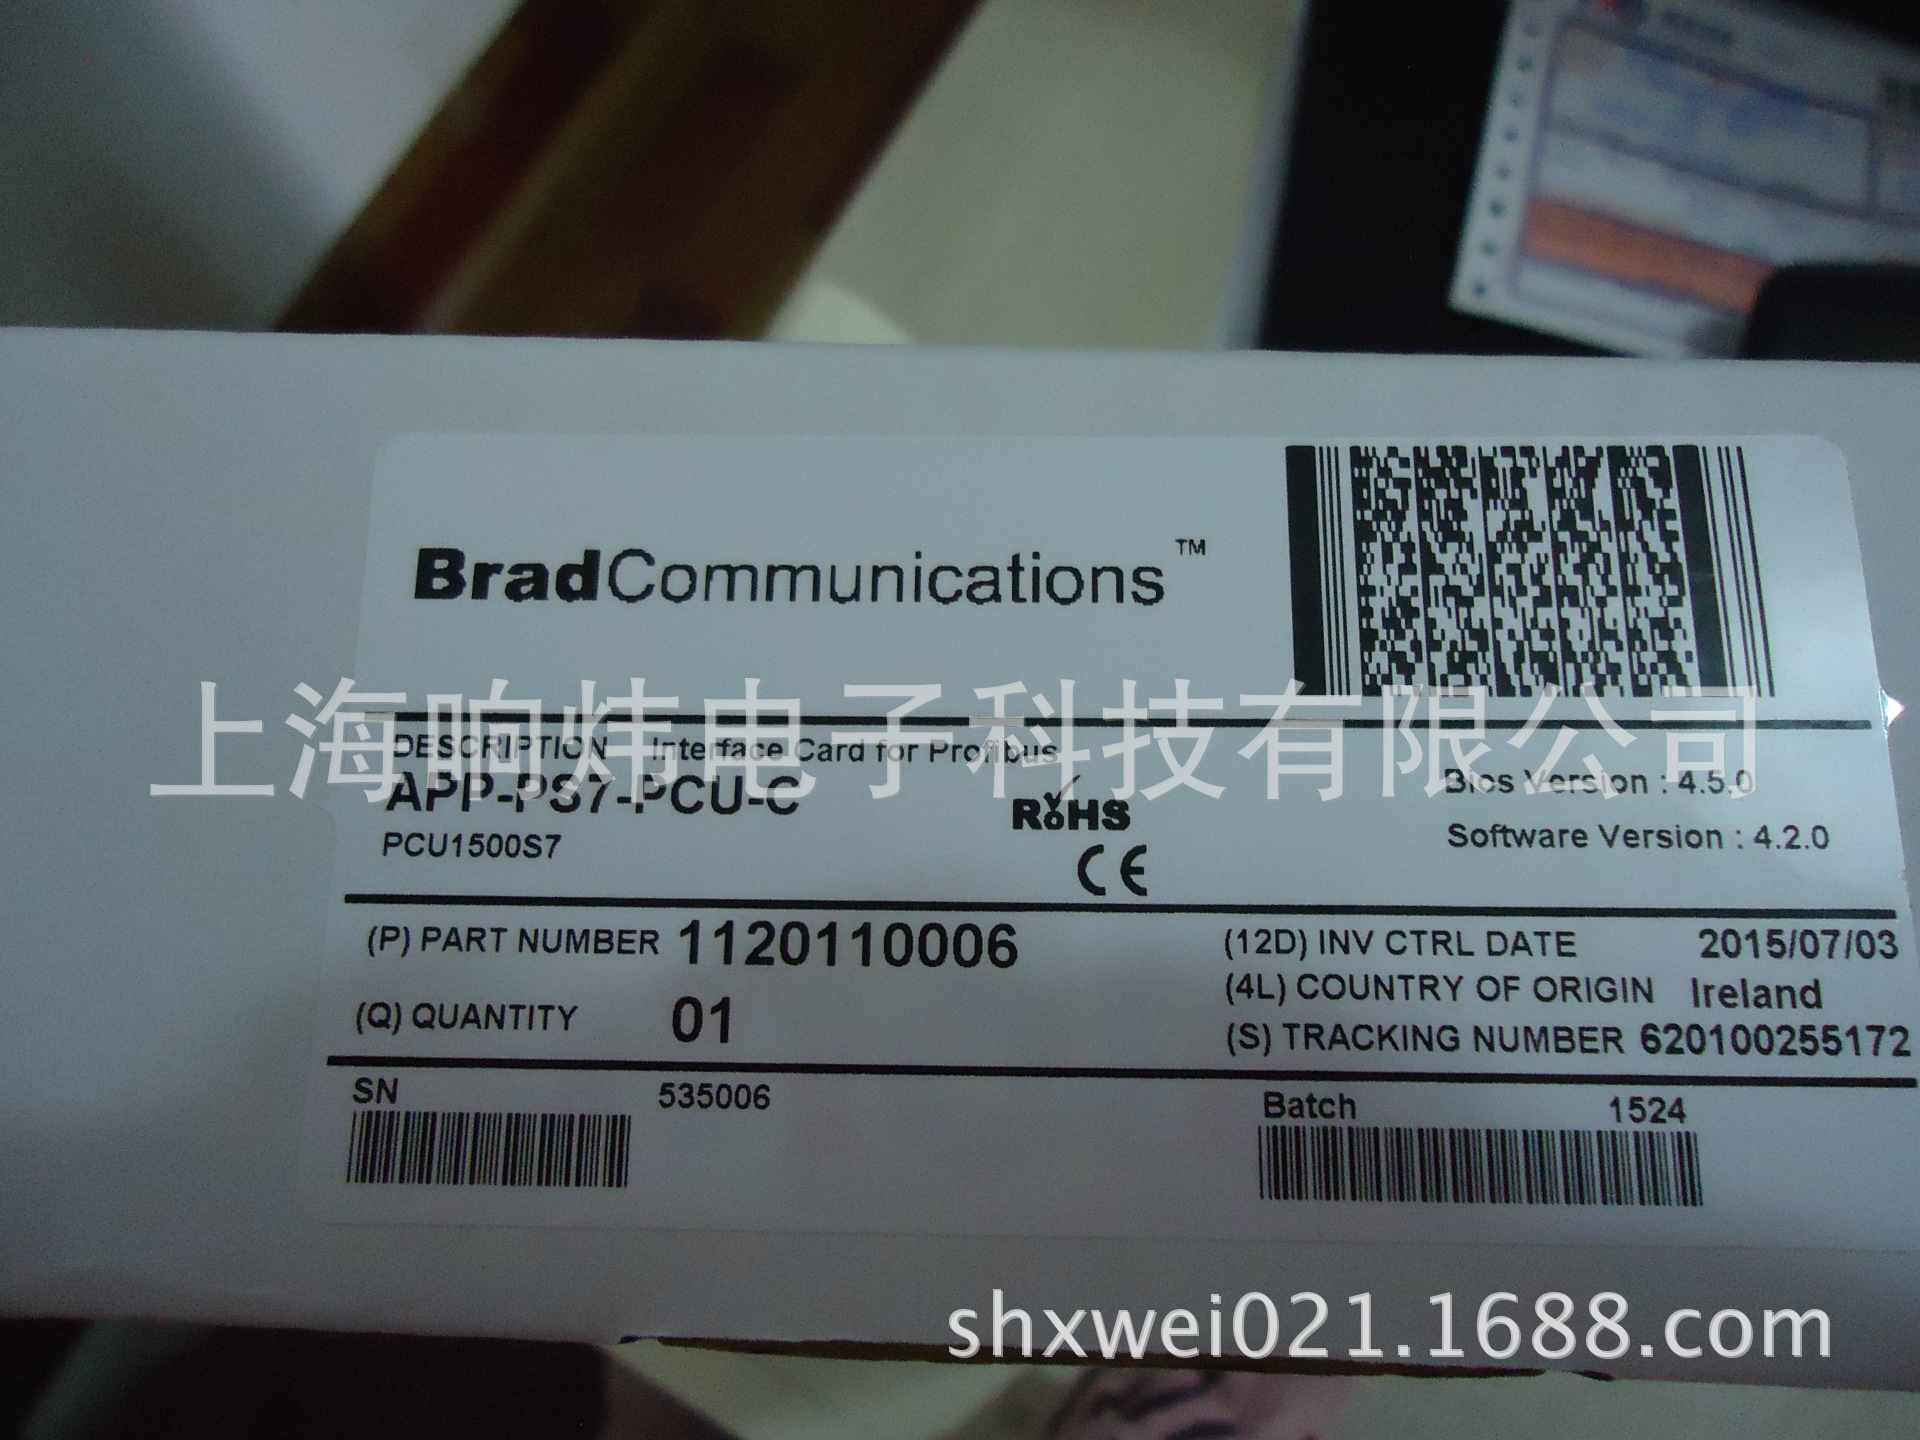 BradCommunications™
上海响炜电子科技有限公司
DESCRIPTION Interface Card for Profibus
APP-PS7-PCU-C
PCU1500S7
RoHS
CE
Bios Version : 4.5.0
Software Version : 4.2.0
(P) PART NUMBER 1120110006
(Q) QUANTITY 01
(12D) INV CTRL DATE 2015/07/03
(4L) COUNTRY OF ORIGIN Ireland
(S) TRACKING NUMBER 620100255172
SN 535006
Batch 1524
shxwei021.1688.com